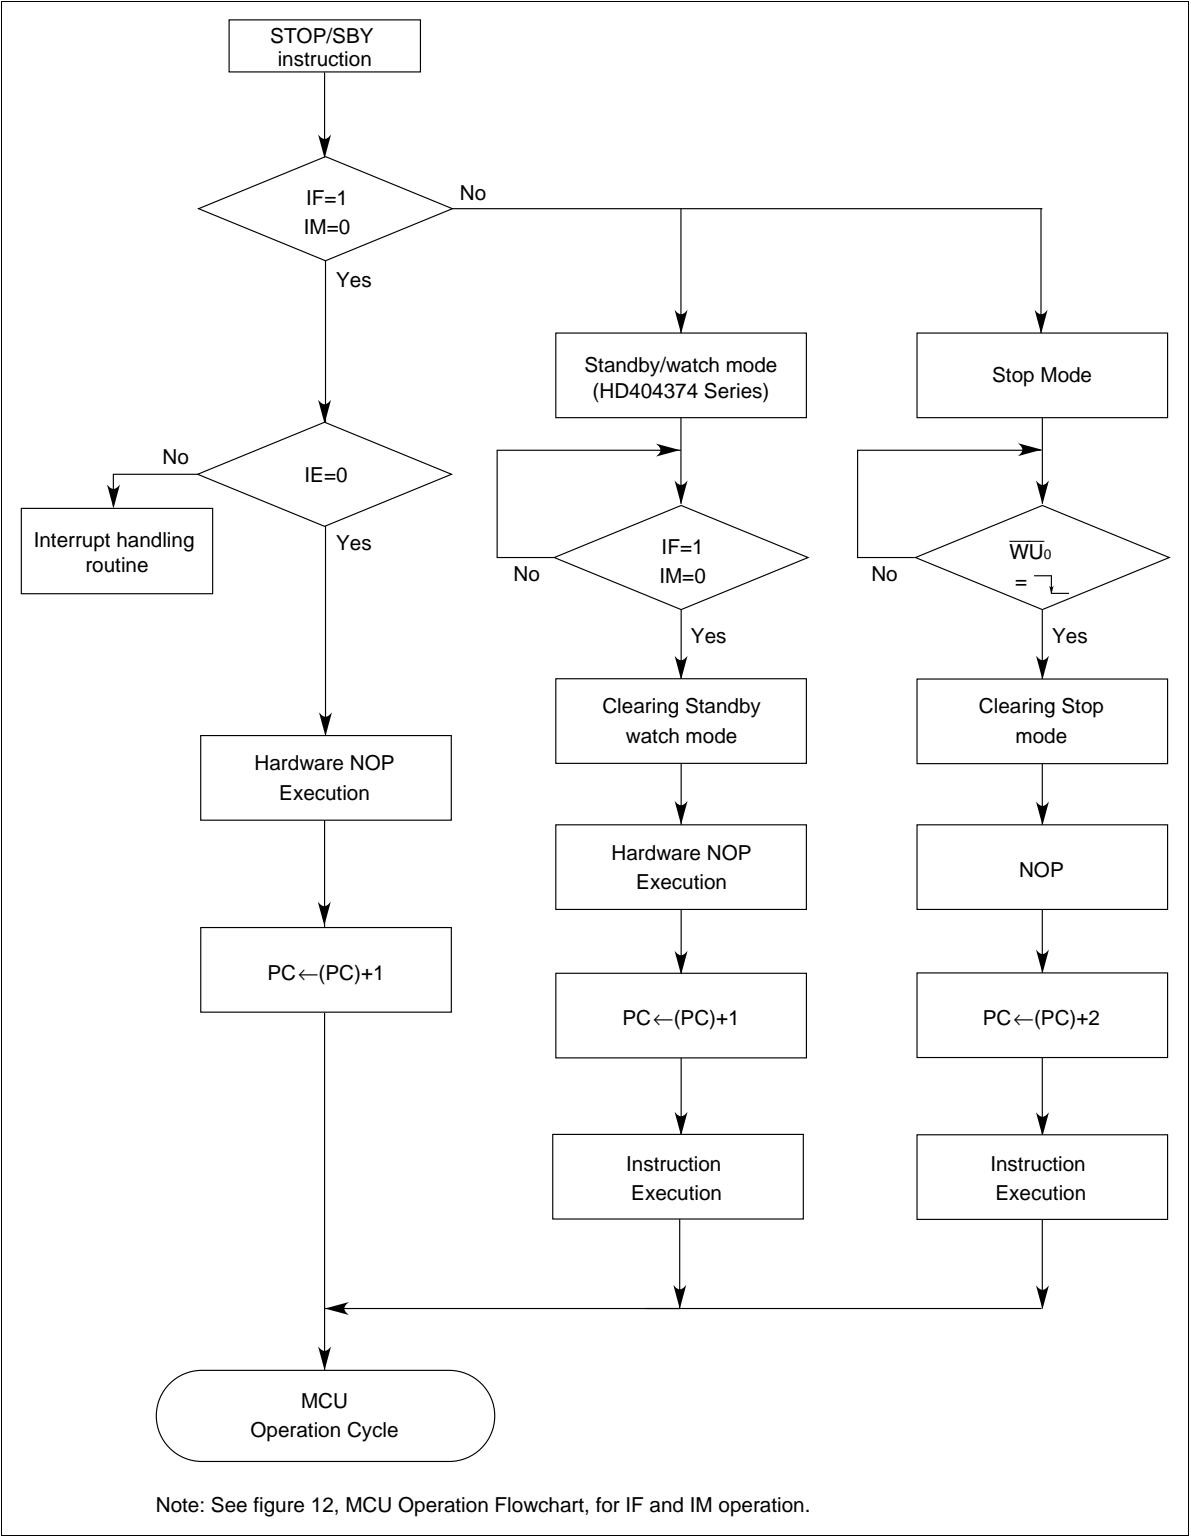 STOP/SBY
instruction
IF=1
IM=0
No
Yes
Standby/watch mode
(HD404374 Series)
Stop Mode
No
IE=0
Yes
Interrupt handling
routine
IF=1
IM=0
No
Yes
W̅U̅0
=
No
Yes
Hardware NOP
Execution
Clearing Standby
watch mode
Clearing Stop
mode
Hardware NOP
Execution
NOP
PC←(PC)+1
PC←(PC)+1
PC←(PC)+2
Instruction
Execution
Instruction
Execution
MCU
Operation Cycle
Note: See figure 12, MCU Operation Flowchart, for IF and IM operation.